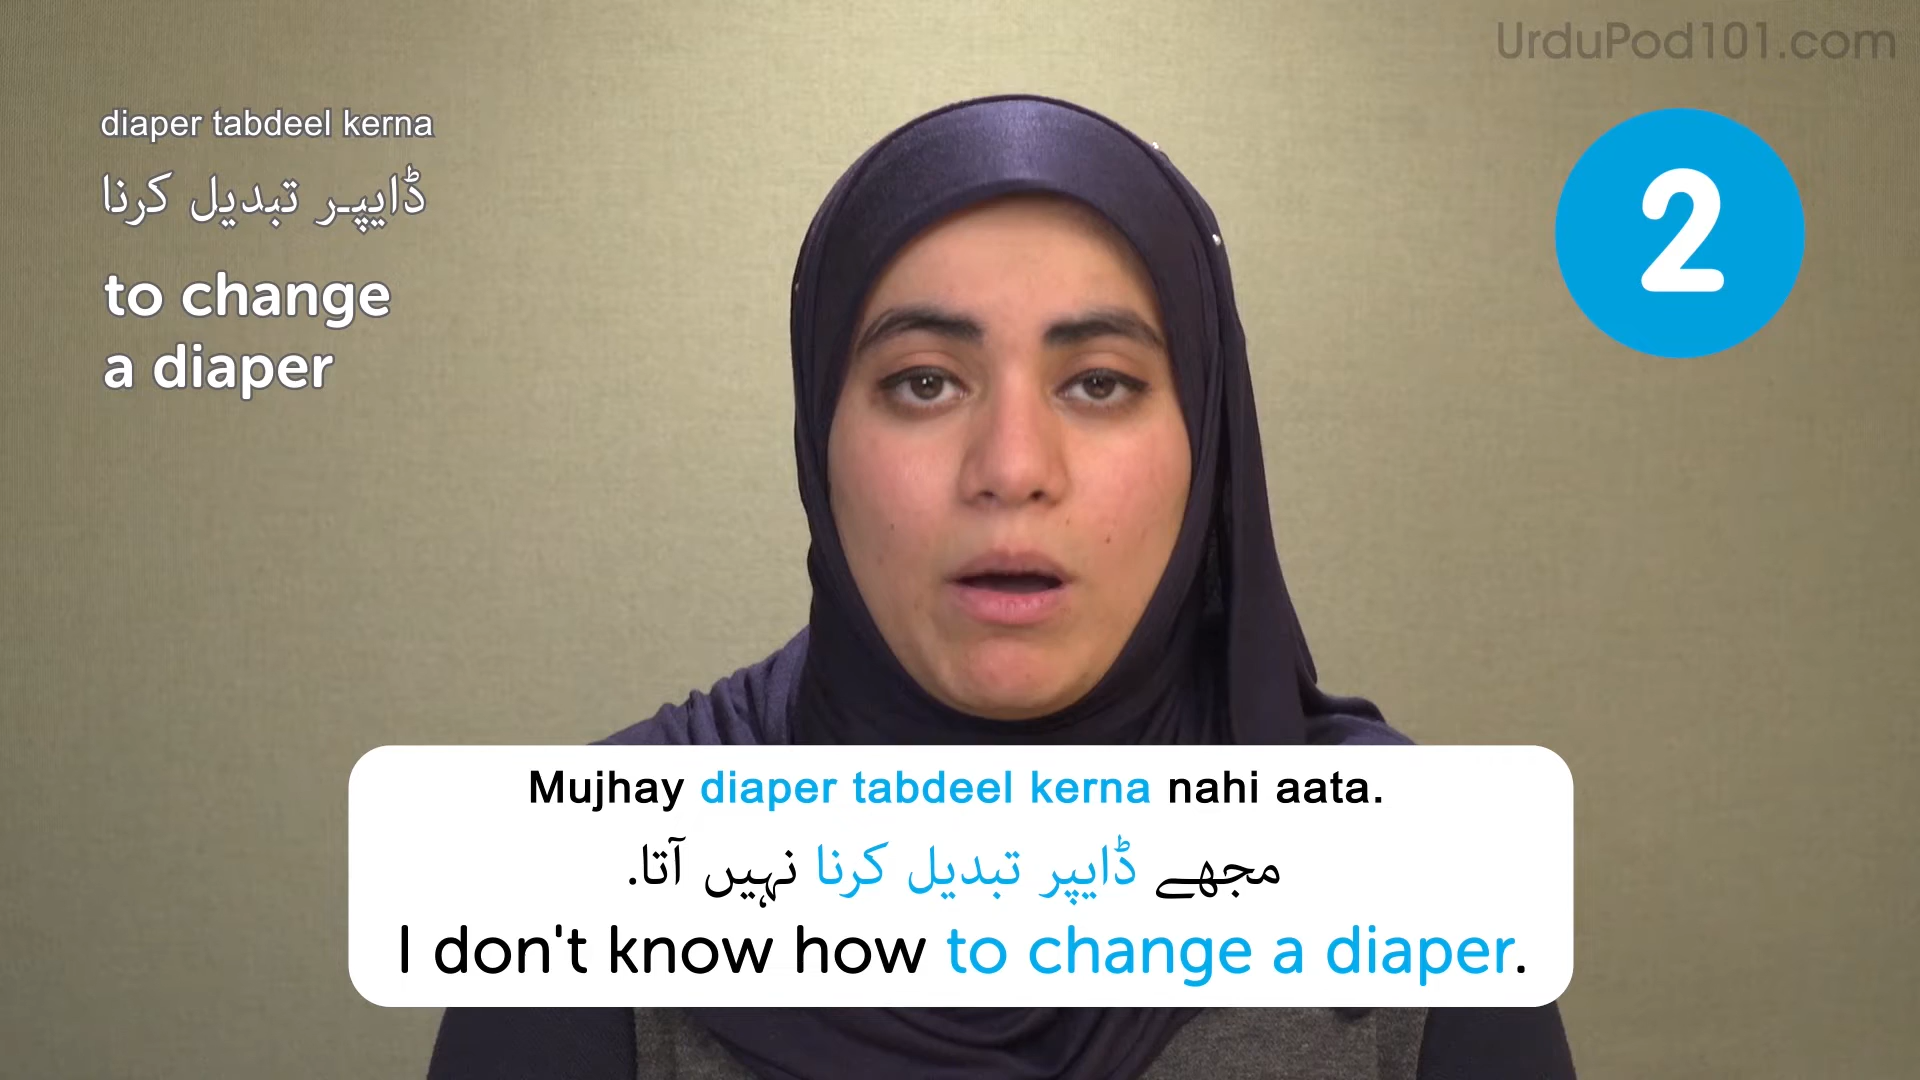 UrduPod101.com
diaper tabdeel kerna
ڈایپر تبدیل کرنا
to change
a diaper
2
Mujhay diaper tabdeel kerna nahi aata.
مجھے ڈایپر تبدیل کرنا نہیں آتا.
I don't know how to change a diaper.